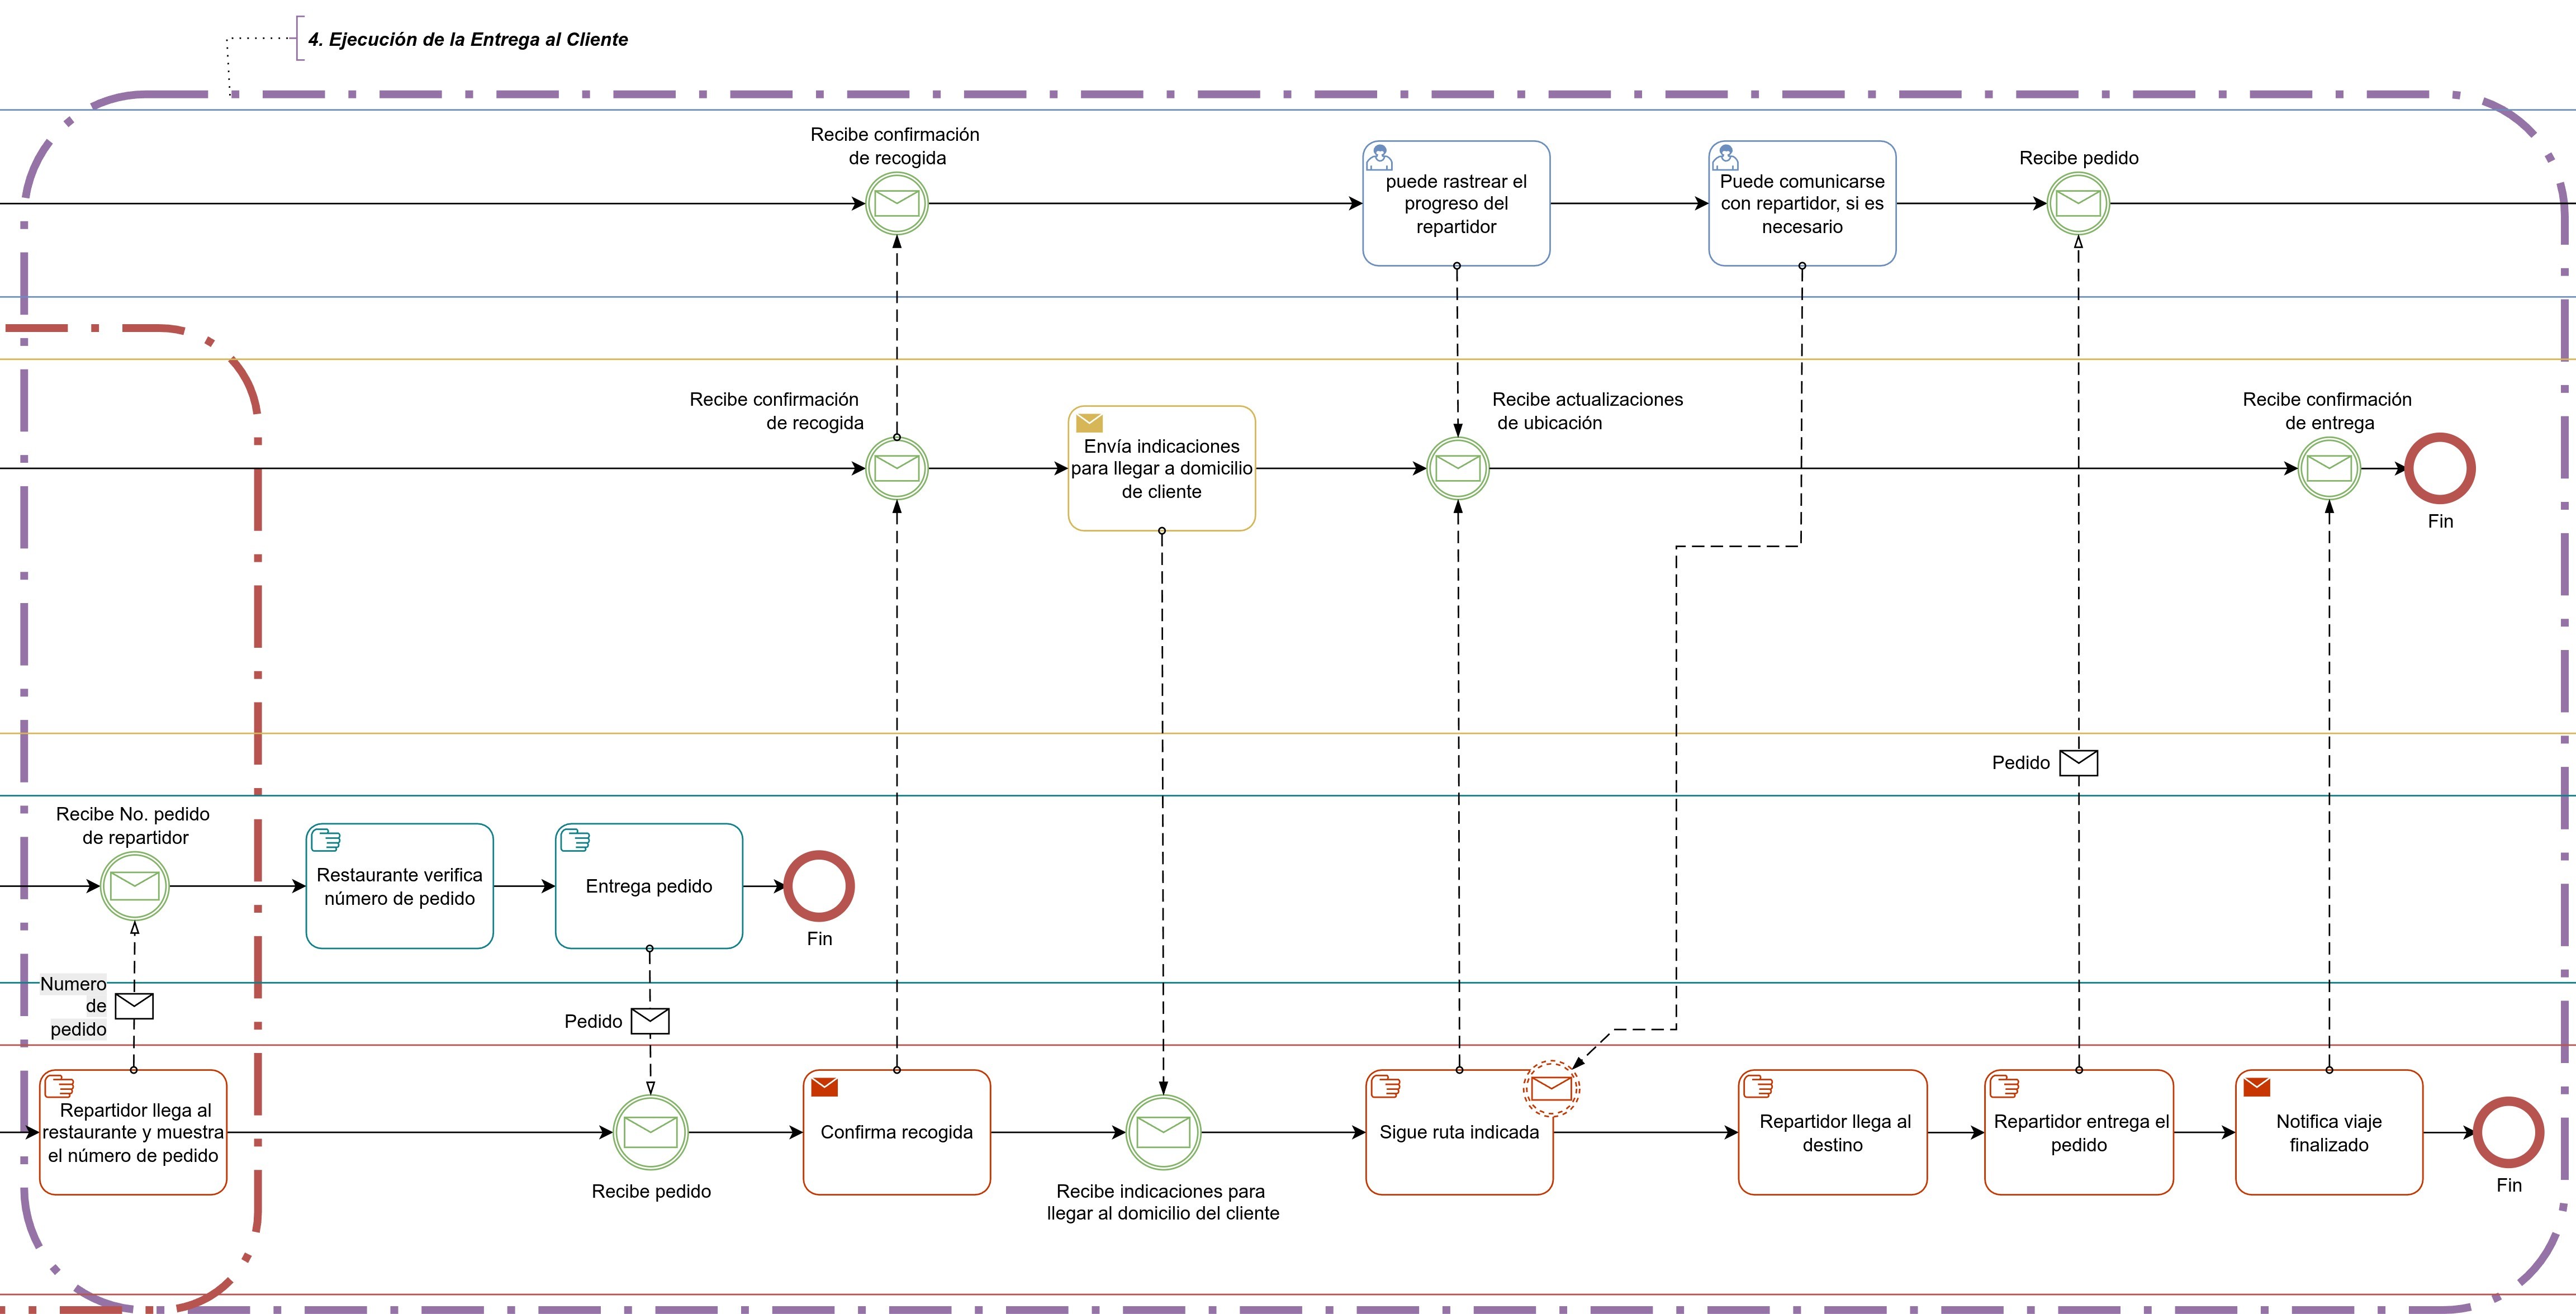 4. Ejecución de la Entrega al Cliente
Recibe confirmación
de recogida
puede rastrear el
progreso del
repartidor
Puede comunicarse
con repartidor, si es
necesario
Recibe pedido
Recibe confirmación
de recogida
Envía indicaciones
para llegar a domicilio
de cliente
Recibe actualizaciones
de ubicación
Recibe confirmación
de entrega
Fin
Pedido
Recibe No. pedido
de repartidor
Restaurante verifica
número de pedido
Entrega pedido
Fin
Numero
de
pedido
Pedido
Repartidor llega al
restaurante y muestra
el número de pedido
Recibe pedido
Confirma recogida
Recibe indicaciones para
llegar al domicilio del cliente
Sigue ruta indicada
Repartidor llega al
destino
Repartidor entrega el
pedido
Notifica viaje
finalizado
Fin